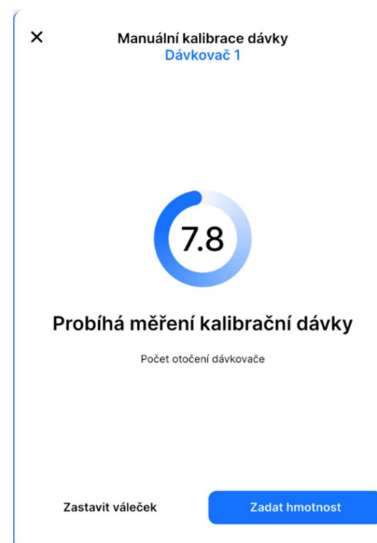 Manuální kalibrace dávky
Dávkovač 1
7.8
Probíhá měření kalibrační dávky
Počet otočení dávkovače
Zastavit váleček
Zadat hmotnost